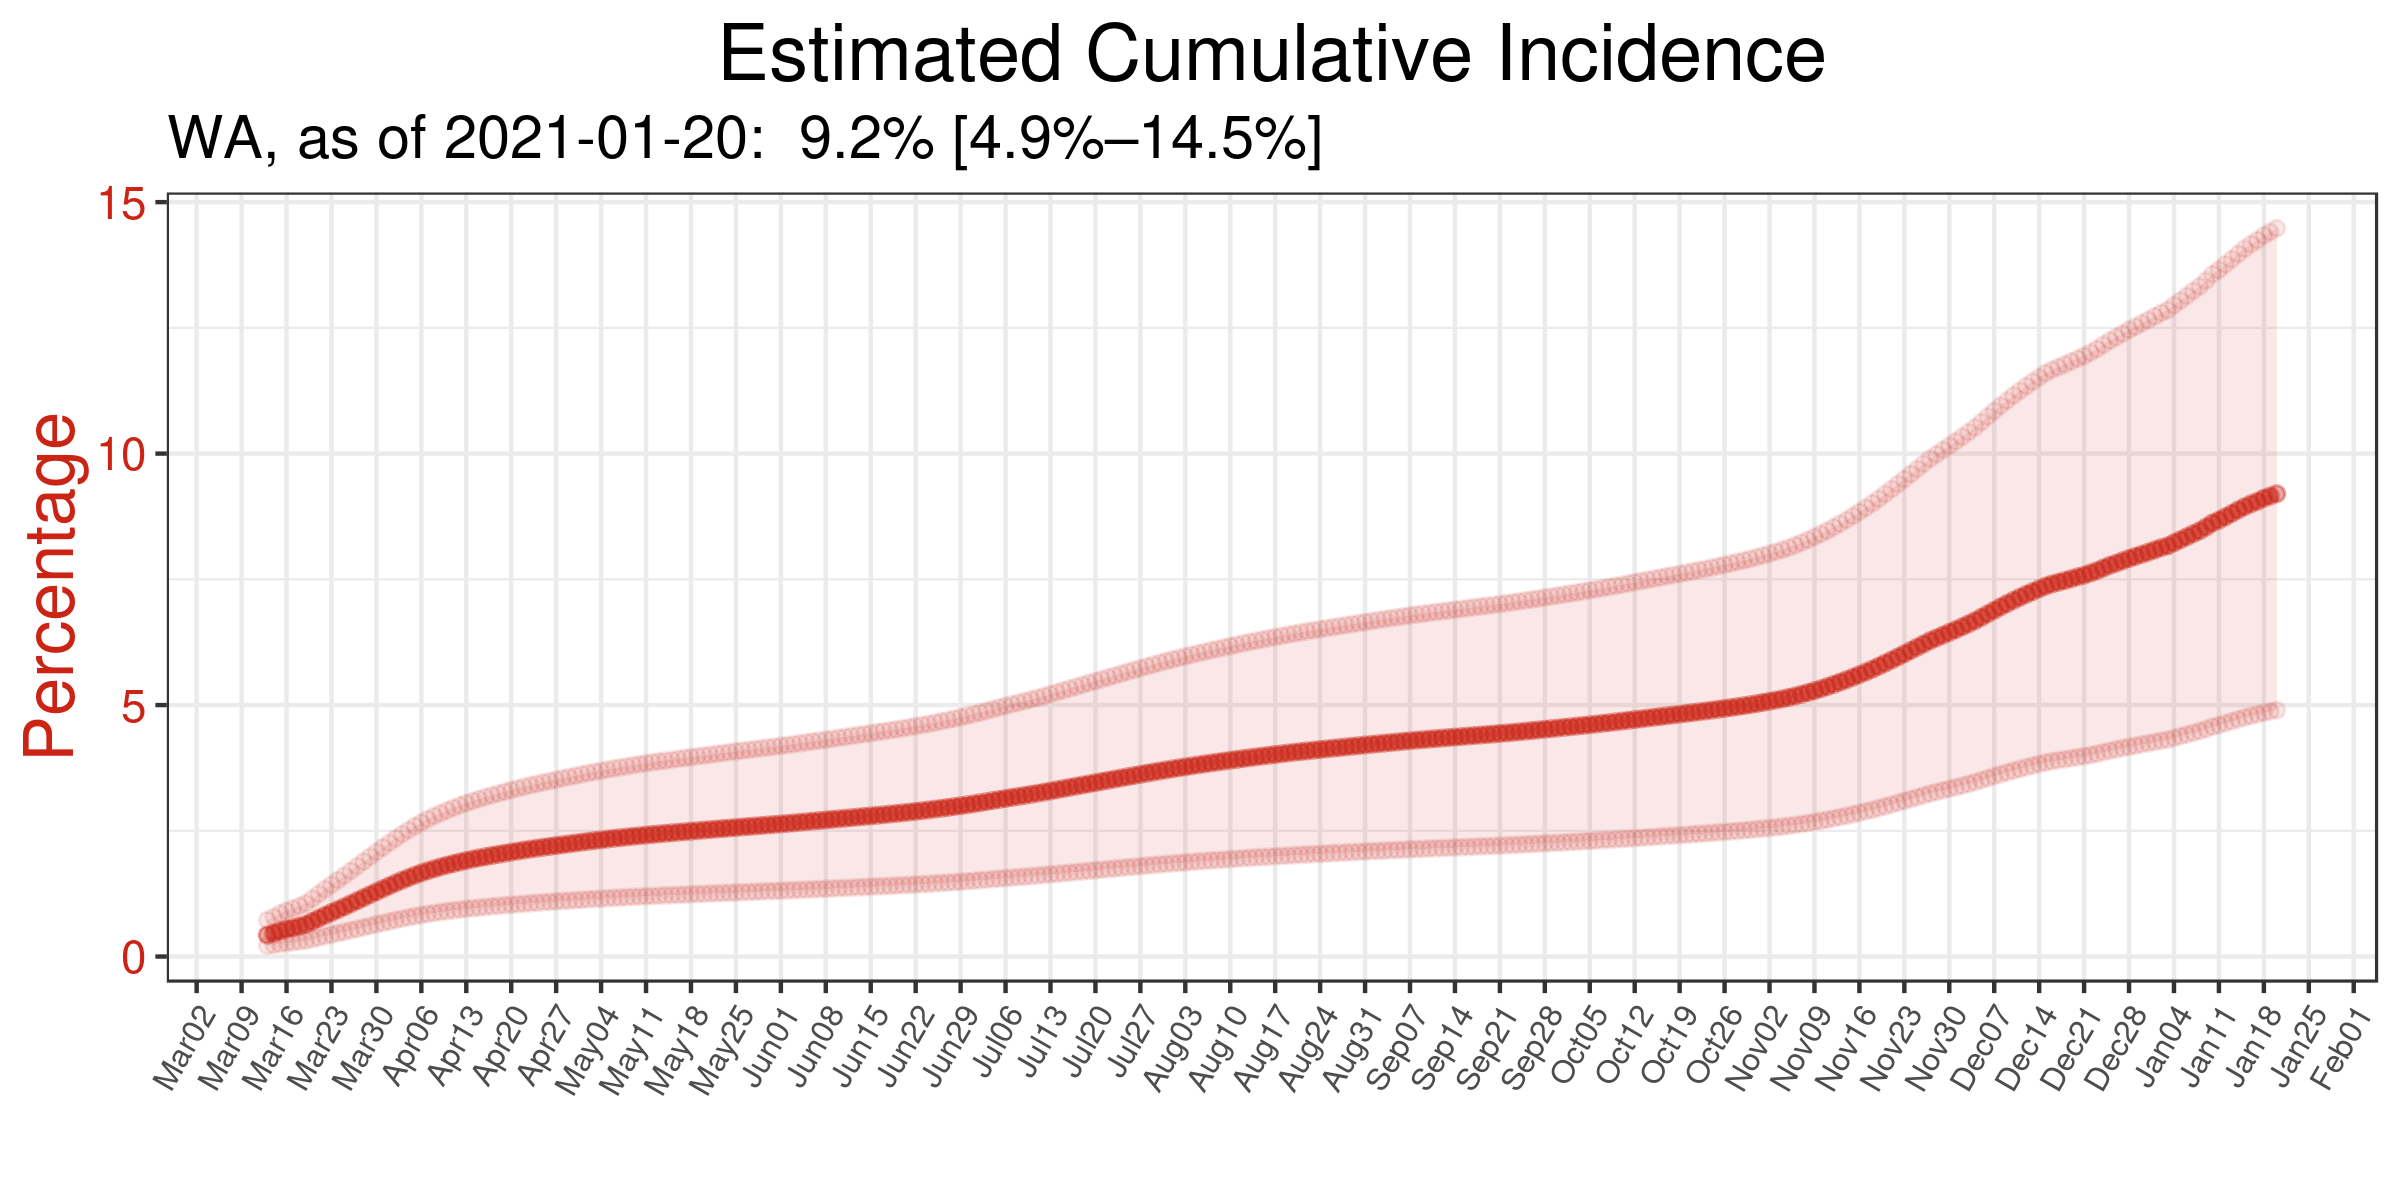 Estimated Cumulative Incidence
WA, as of 2021-01-20:  9.2% [4.9%–14.5%]
Percentage
15
10
5
0
Mar02 Mar09 Mar16 Mar23 Mar30 Apr06 Apr13 Apr20 Apr27 May04 May11 May18 May25 Jun01 Jun08 Jun15 Jun22 Jun29 Jul06 Jul13 Jul20 Jul27 Aug03 Aug10 Aug17 Aug24 Aug31 Sep07 Sep14 Sep21 Sep28 Oct05 Oct12 Oct19 Oct26 Nov02 Nov09 Nov16 Nov23 Nov30 Dec07 Dec14 Dec21 Dec28 Jan04 Jan11 Jan18 Jan25 Feb01